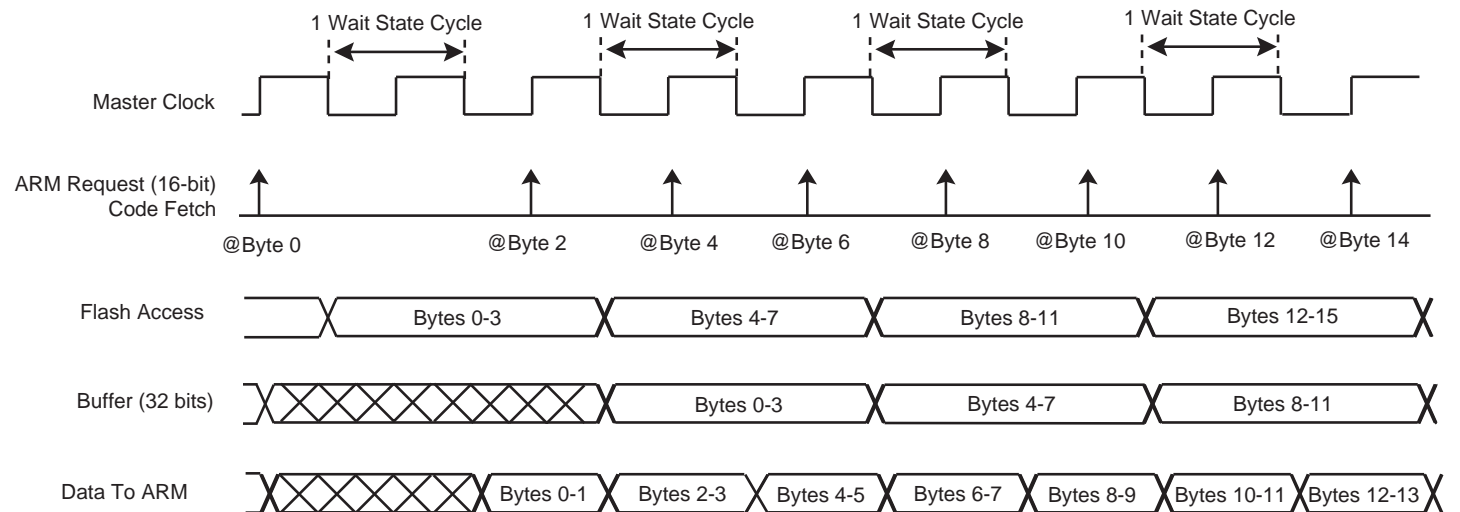 1 Wait State Cycle
1 Wait State Cycle
1 Wait State Cycle
1 Wait State Cycle
Master Clock
ARM Request (16-bit)
Code Fetch
@Byte 0
@Byte 2
@Byte 4
@Byte 6
@Byte 8
@Byte 10
@Byte 12
@Byte 14
Flash Access
Bytes 0-3
Bytes 4-7
Bytes 8-11
Bytes 12-15
Buffer (32 bits)
Bytes 0-3
Bytes 4-7
Bytes 8-11
Data To ARM
Bytes 0-1
Bytes 2-3
Bytes 4-5
Bytes 6-7
Bytes 8-9
Bytes 10-11
Bytes 12-13